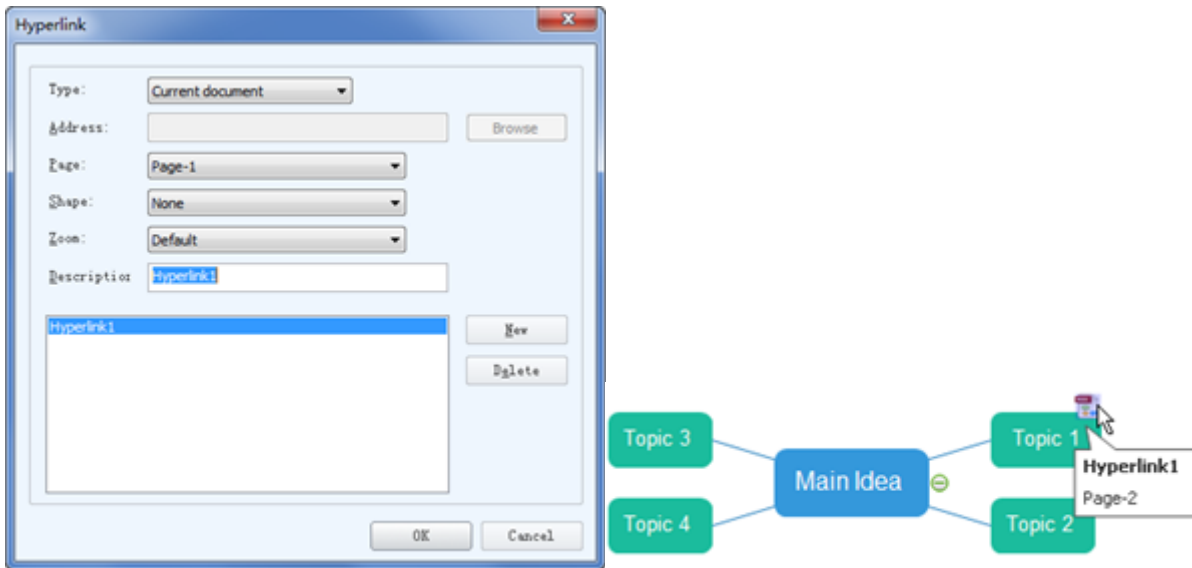 Hyperlink
Type: Current document
Address: Browse
Page: Page-1
Shape: None
Zoom: Default
Description Hyperlink1
Hyperlink1
New
Delete
OK Cancel
Topic 3
Topic 1
Main Idea
Hyperlink1
Page-2
Topic 4
Topic 2